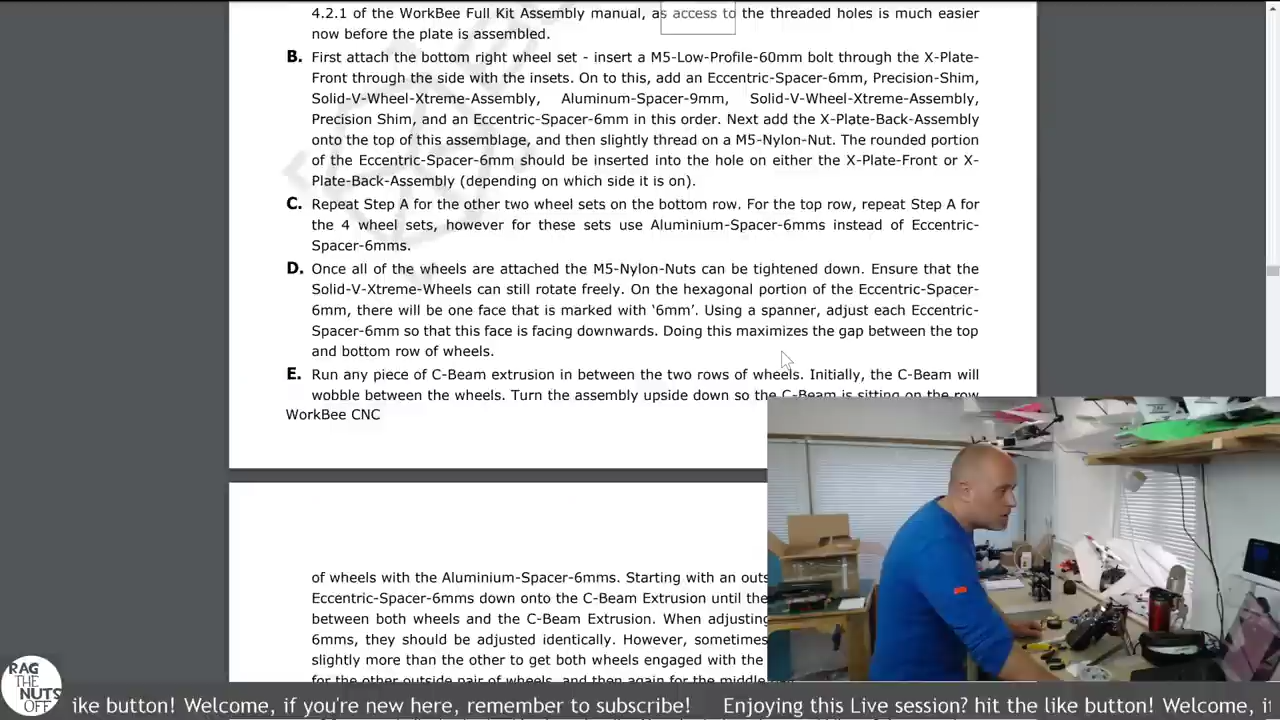 4.2.1 of the WorkBee Full Kit Assembly manual, as access to the threaded holes is much easier
now before the plate is assembled.
B. First attach the bottom right wheel set - insert a M5-Low-Profile-60mm bolt through the X-Plate-
Front through the side with the insets. On to this, add an Eccentric-Spacer-6mm, Precision-Shim,
Solid-V-Wheel-Xtreme-Assembly, Aluminum-Spacer-9mm, Solid-V-Wheel-Xtreme-Assembly,
Precision Shim, and an Eccentric-Spacer-6mm in this order. Next add the X-Plate-Back-Assembly
onto the top of this assemblage, and then slightly thread on a M5-Nylon-Nut. The rounded portion
of the Eccentric-Spacer-6mm should be inserted into the hole on either the X-Plate-Front or X-
Plate-Back-Assembly (depending on which side it is on).
C. Repeat Step A for the other two wheel sets on the bottom row. For the top row, repeat Step A for
the 4 wheel sets, however for these sets use Aluminium-Spacer-6mms instead of Eccentric-
Spacer-6mms.
D. Once all of the wheels are attached the M5-Nylon-Nuts can be tightened down. Ensure that the
Solid-V-Xtreme-Wheels can still rotate freely. On the hexagonal portion of the Eccentric-Spacer-
6mm, there will be one face that is marked with ‘6mm’. Using a spanner, adjust each Eccentric-
Spacer-6mm so that this face is facing downwards. Doing this maximizes the gap between the top
and bottom row of wheels.
E. Run any piece of C-Beam extrusion in between the two rows of wheels. Initially, the C-Beam will
wobble between the wheels. Turn the assembly upside down so the C-Beam is sitting on the row
WorkBee CNC
of wheels with the Aluminium-Spacer-6mms. Starting with an outs
Eccentric-Spacer-6mms down onto the C-Beam Extrusion until the
between both wheels and the C-Beam Extrusion. When adjusting
6mms, they should be adjusted identically. However, sometimes
slightly more than the other to get both wheels engaged with the
for the other outside pair of wheels, and then again for the middle
RAG
THE
NUTS
OFF
ike button! Welcome, if you're new here, remember to subscribe! Enjoying this Live session? hit the like button! Welcome, i